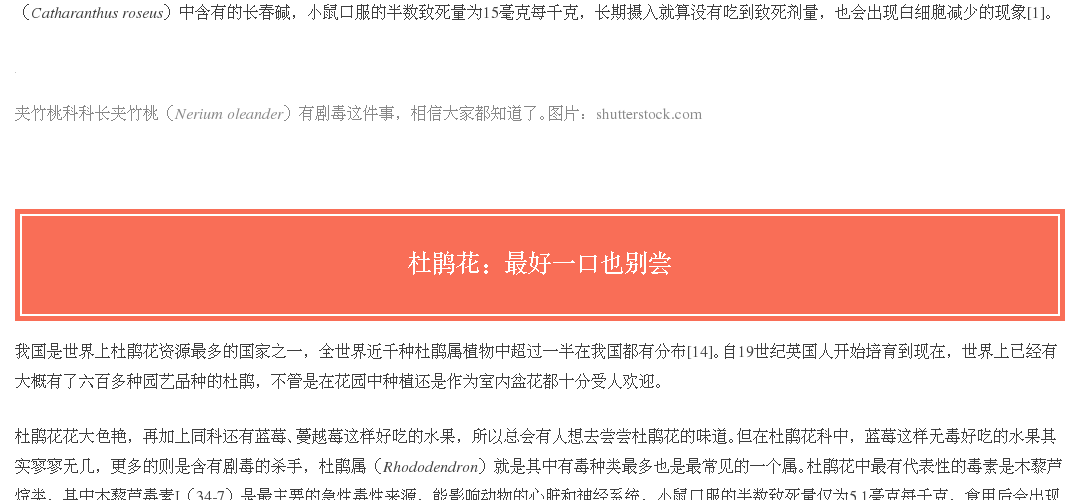 （Catharanthus roseus）中含有的长春碱，小鼠口服的半数致死量为15毫克每千克，长期摄入就算没有吃到致死剂量，也会出现白细胞减少的现象[1]。
夹竹桃科科长夹竹桃（Nerium oleander）有剧毒这件事，相信大家都知道了。图片：shutterstock.com
杜鹃花：最好一口也别尝
我国是世界上杜鹃花资源最多的国家之一，全世界近千种杜鹃属植物中超过一半在我国都有分布[14]。自19世纪英国人开始培育到现在，世界上已经有
大概有了六百多种园艺品种的杜鹃，不管是在花园中种植还是作为室内盆花都十分受人欢迎。
杜鹃花花大色艳，再加上同科还有蓝莓、蔓越莓这样好吃的水果，所以总会有人想去尝尝杜鹃花的味道。但在杜鹃花科中，蓝莓这样无毒好吃的水果其
实寥寥无几，更多的则是含有剧毒的杀手，杜鹃属（Rhododendron）就是其中有毒种类最多也是最常见的一个属。杜鹃花中最有代表性的毒素是木藜芦
烷类，其中木藜芦毒素I（34-7）是最主要的急性毒性来源，能影响动物的心脏和神经系统，小鼠口服的半数致死量仅为5.1毫克每千克，食用后会出现